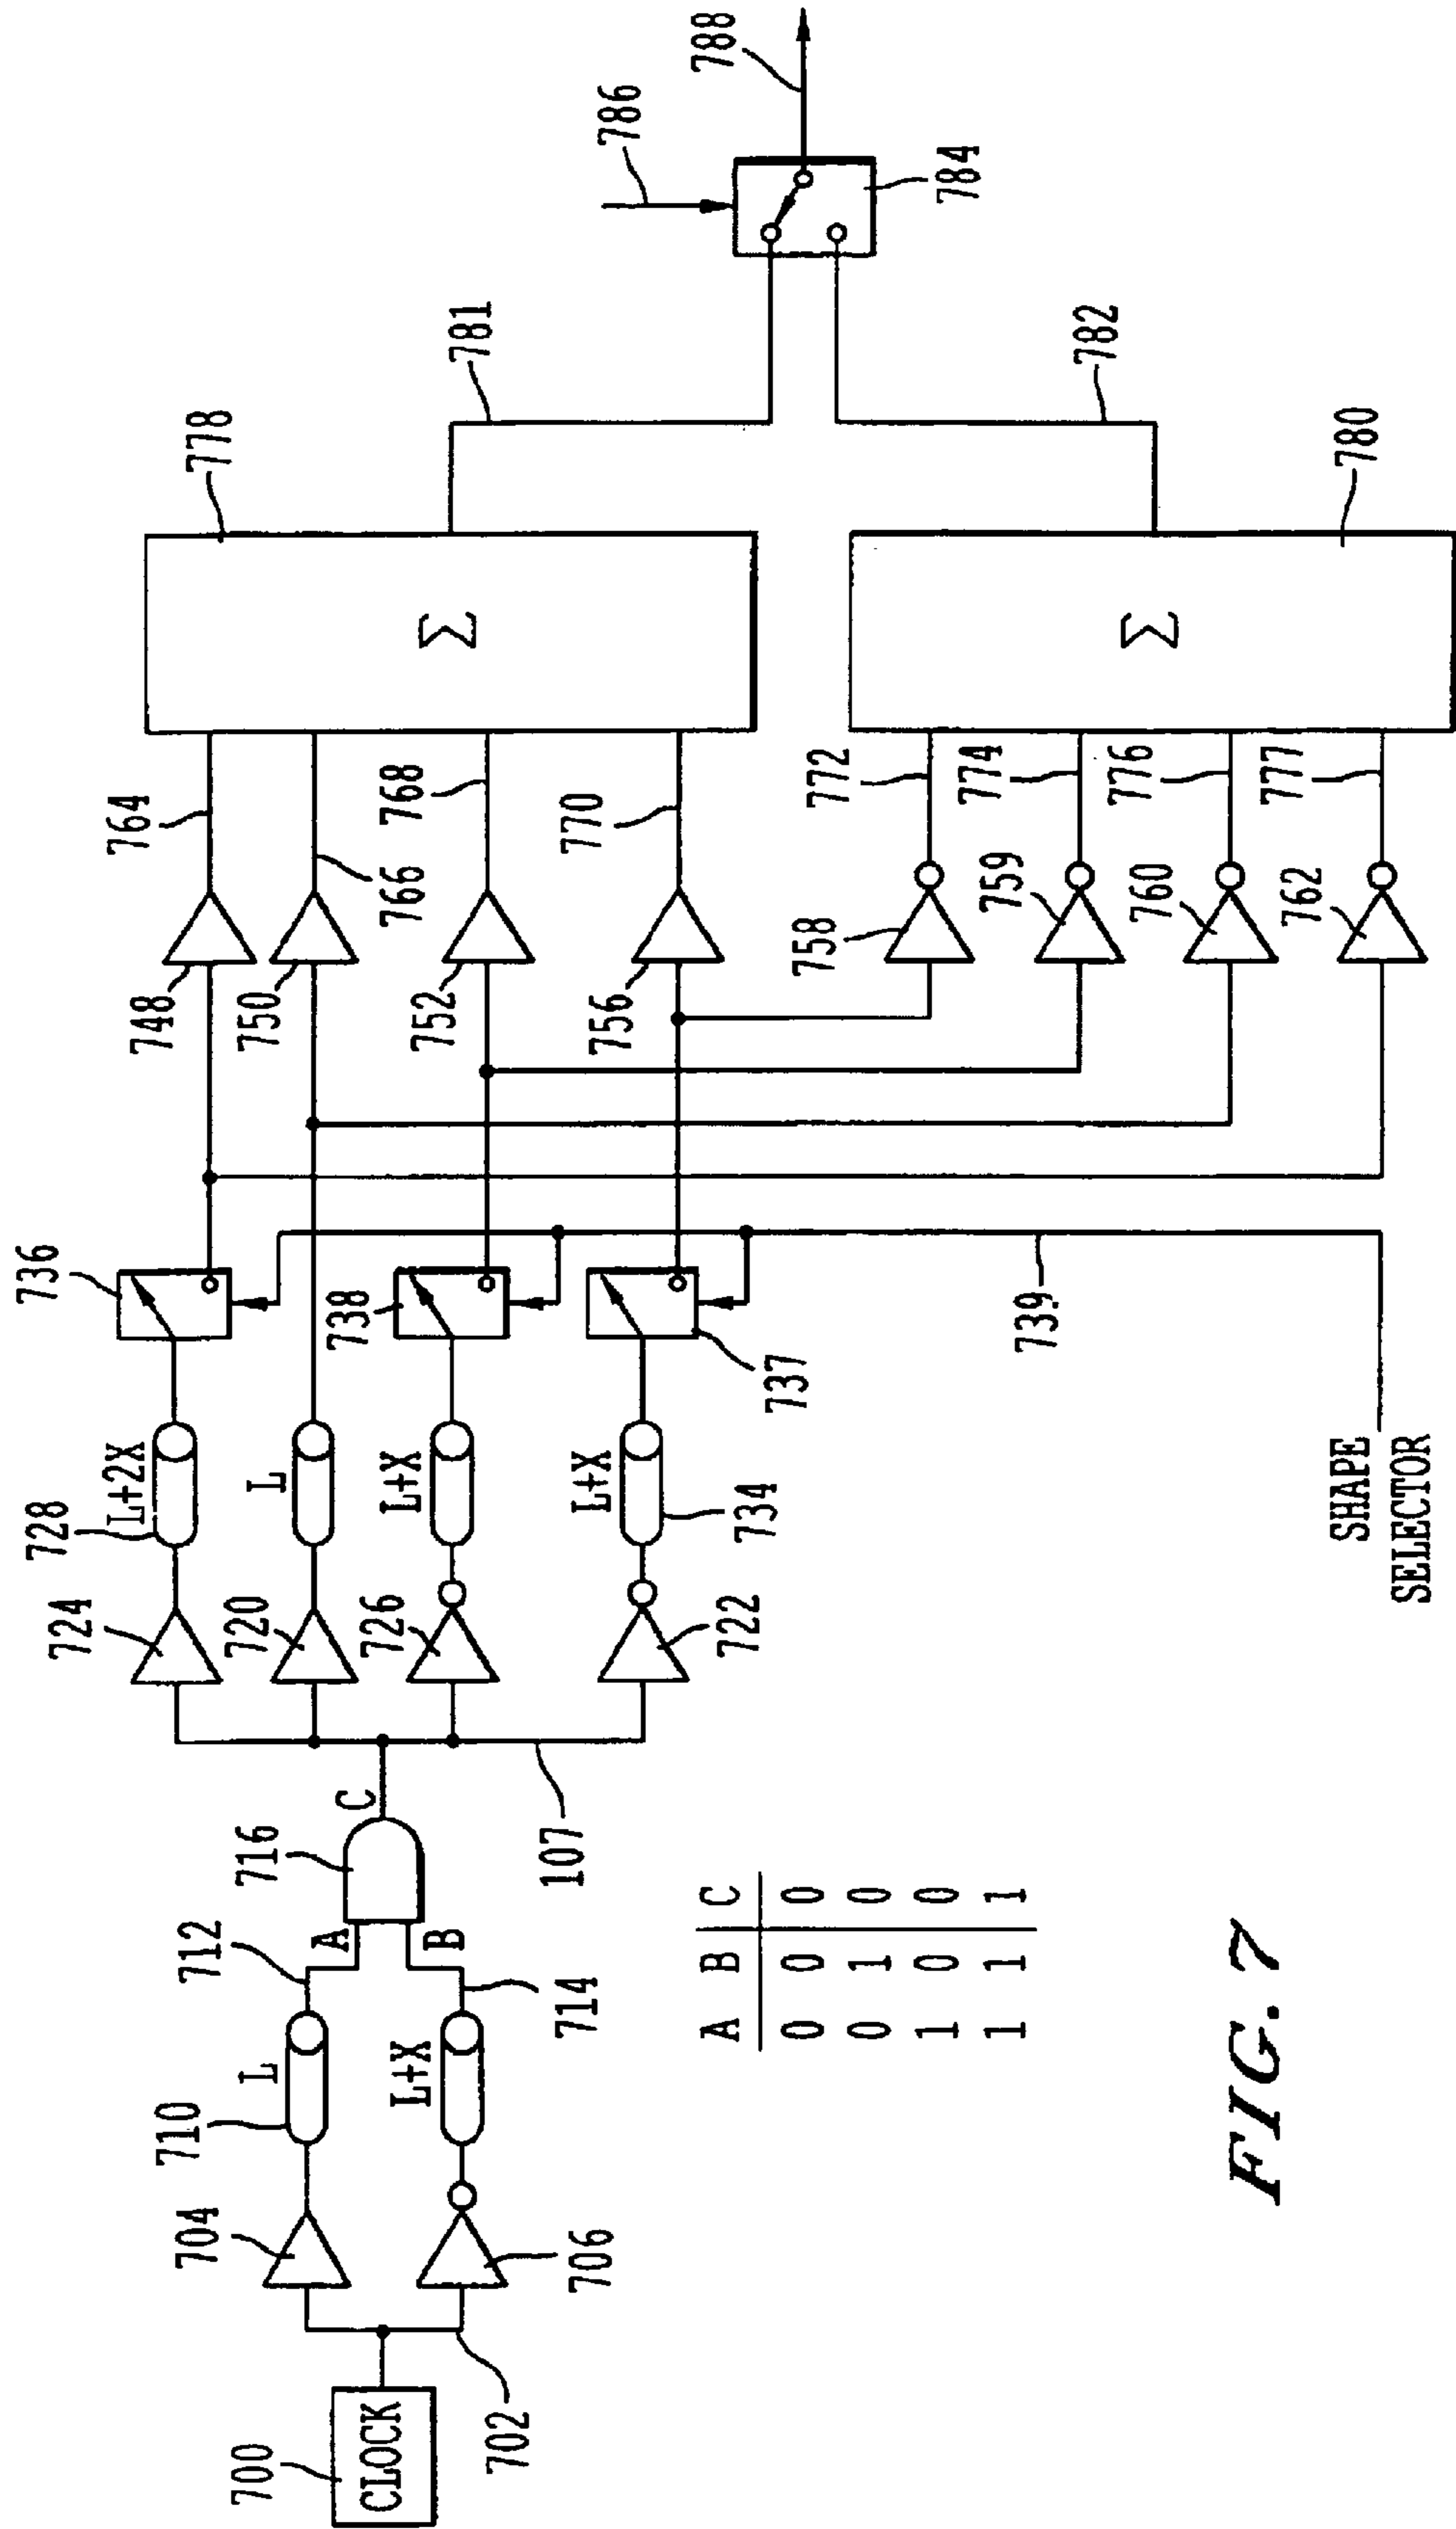 700
CLOCK
702
704
706
710
L
L+X
712
714
A
B
716
C
107
A B C
0 0 0
0 1 0
1 0 0
1 1 1
724
720
726
722
728
L+2X
L
L+X
L+X
734
736
738
737
739
SHAPE
SELECTOR
748
750
752
756
758
759
760
762
764
766
768
770
772
774
776
777
778
Σ
780
Σ
781
782
784
786
788
FIG. 7